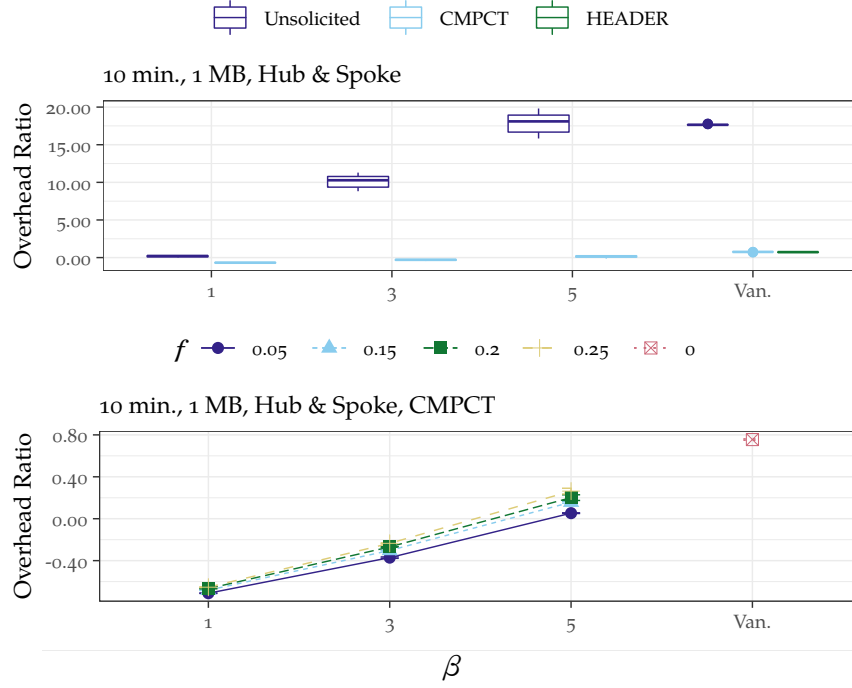 Unsolicited CMPCT HEADER
10 min., 1 MB, Hub & Spoke
Overhead Ratio
20.00
15.00
10.00
5.00
0.00
1 3 5 Van.
f 0.05 0.15 0.2 0.25 0
10 min., 1 MB, Hub & Spoke, CMPCT
Overhead Ratio
0.80
0.40
0.00
-0.40
1 3 5 Van.
β